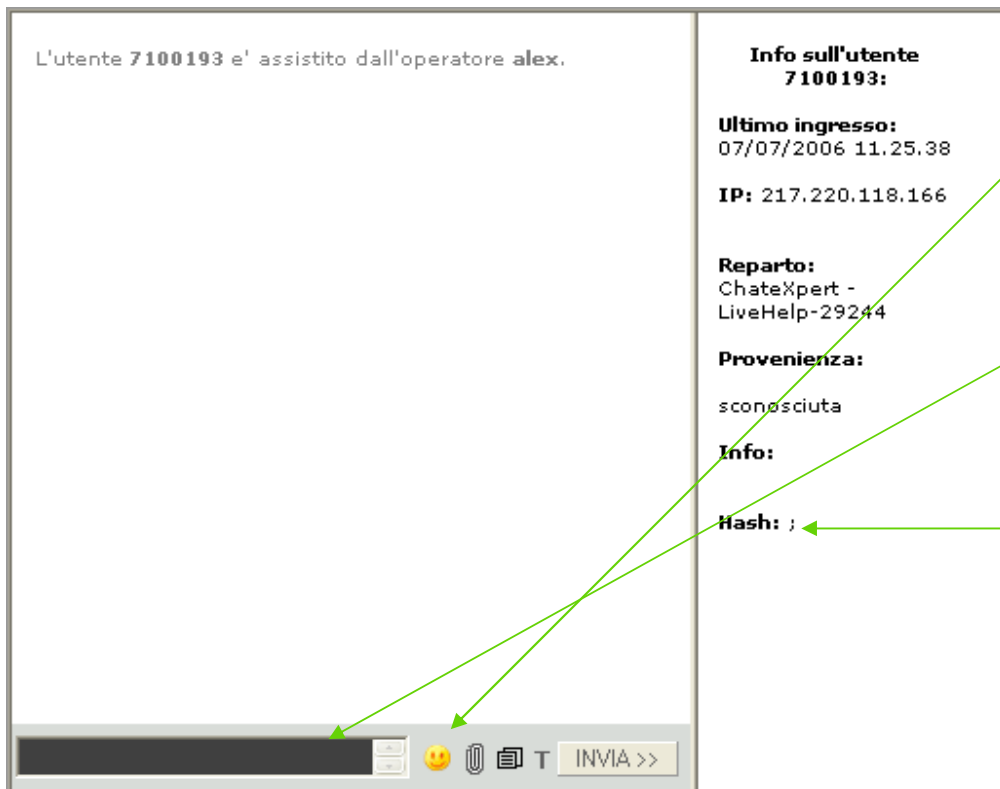 L'utente 7100193 e' assistito dall'operatore alex.
Info sull'utente
7100193:
Ultimo ingresso:
07/07/2006 11.25.38
IP: 217.220.118.166
Reparto:
ChateXpert -
LiveHelp-29244
Provenienza:
sconosciuta
Info:
Hash: ;
T
INVIA >>